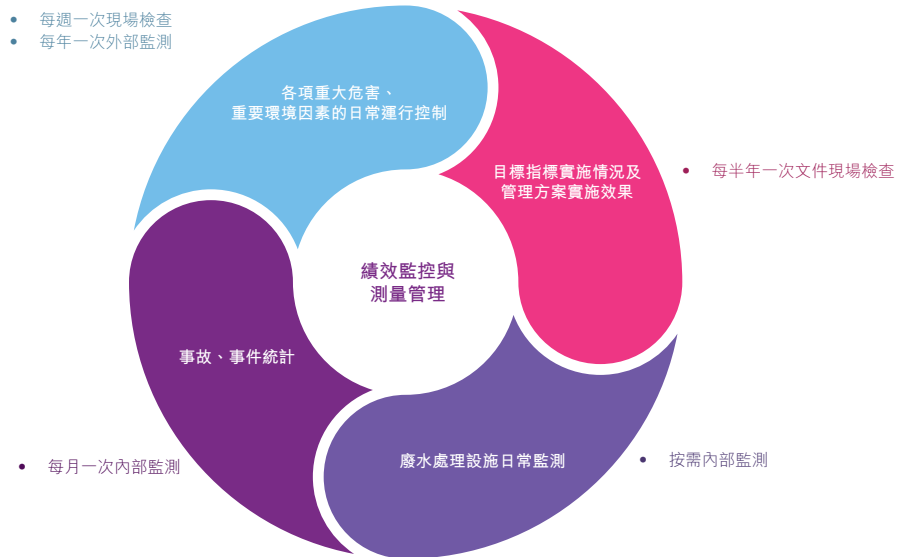 每週一次現場檢查
每年一次外部監測
各項重大危害、
重要環境因素的日常運行控制
目標指標實施情況及
管理方案實施效果
每半年一次文件現場檢查
績效監控與
測量管理
事故、事件統計
每月一次內部監測
廢水處理設施日常監測
按需內部監測